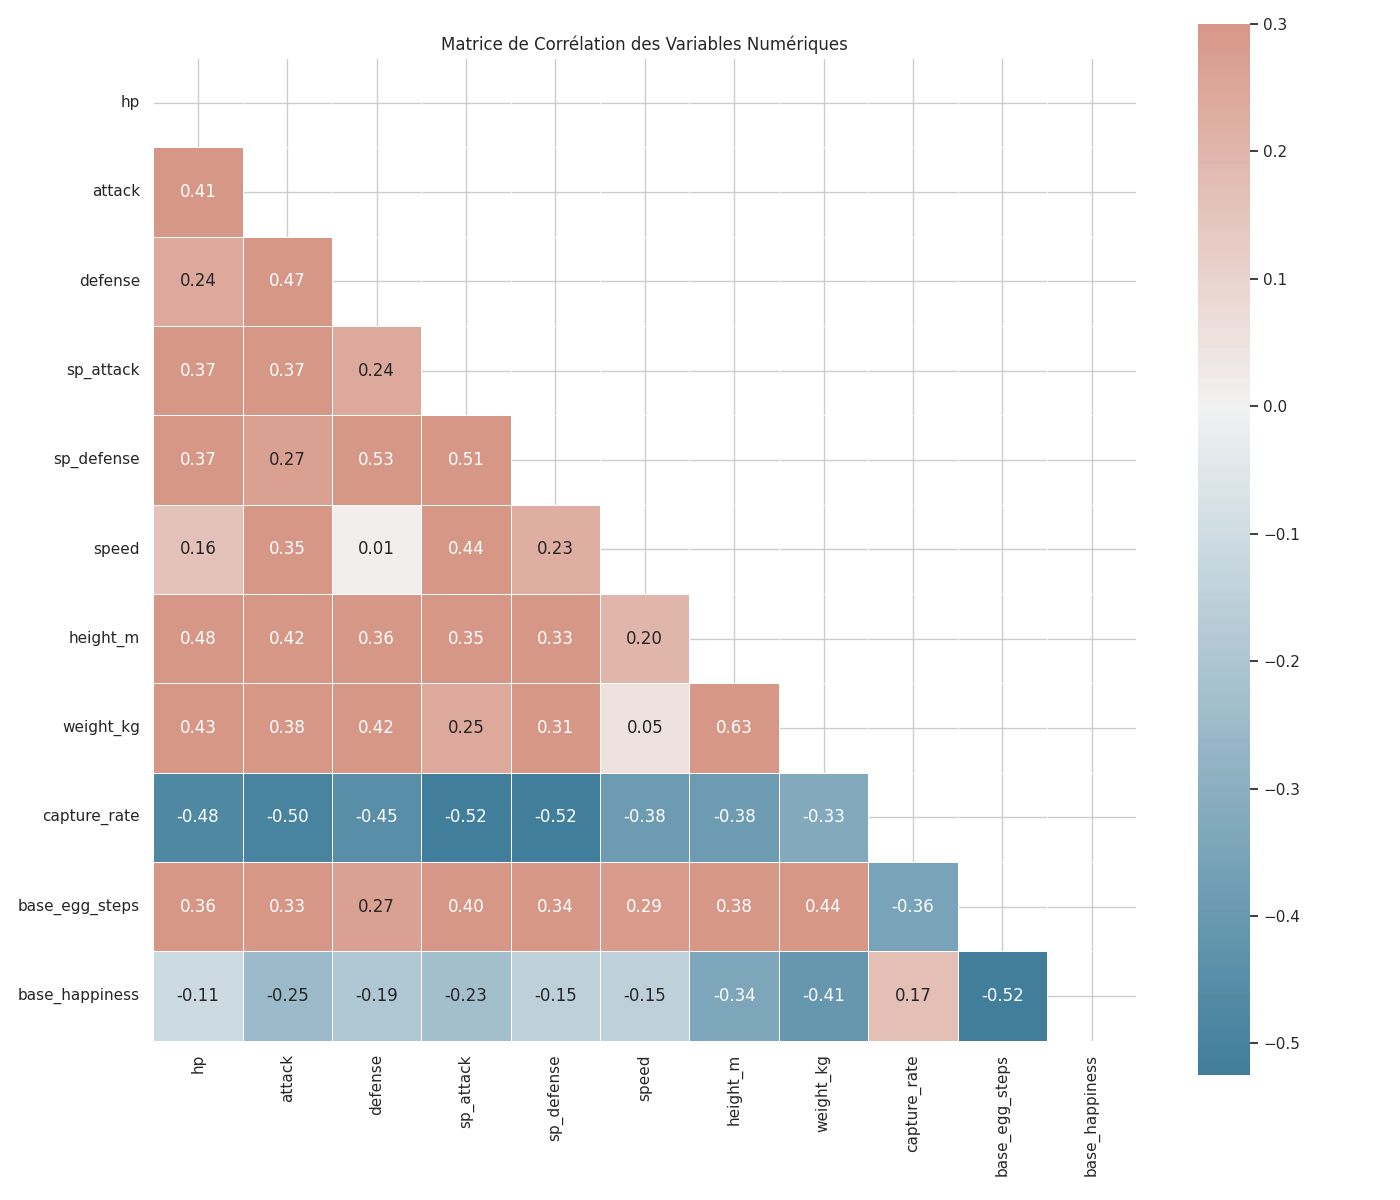 Matrice de Corrélation des Variables Numériques
hp
attack 0.41
defense 0.24 0.47
sp_attack 0.37 0.37 0.24
sp_defense 0.37 0.27 0.53 0.51
speed 0.16 0.35 0.01 0.44 0.23
height_m 0.48 0.42 0.36 0.35 0.33 0.20
weight_kg 0.43 0.38 0.42 0.25 0.31 0.05 0.63
capture_rate -0.48 -0.50 -0.45 -0.52 -0.52 -0.38 -0.38 -0.33
base_egg_steps 0.36 0.33 0.27 0.40 0.34 0.29 0.38 0.44 -0.36
base_happiness -0.11 -0.25 -0.19 -0.23 -0.15 -0.15 -0.34 -0.41 0.17 -0.52
hp attack defense sp_attack sp_defense speed height_m weight_kg capture_rate base_egg_steps base_happiness
0.3
0.2
0.1
0.0
−0.1
−0.2
−0.3
−0.4
−0.5